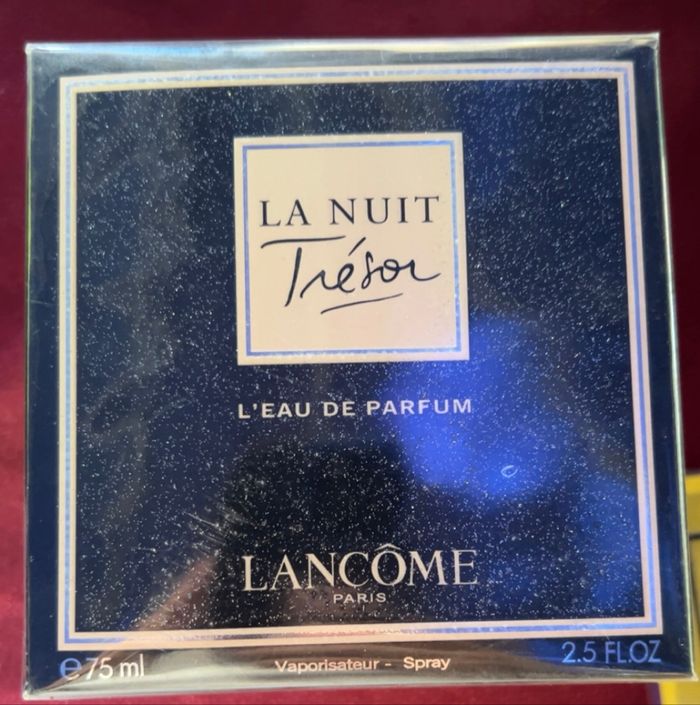 LA NUIT
Trésor
L'EAU DE PARFUM
LANCÔME
PARIS
℮75 ml
Vaporisateur - Spray
2.5 FL.OZ